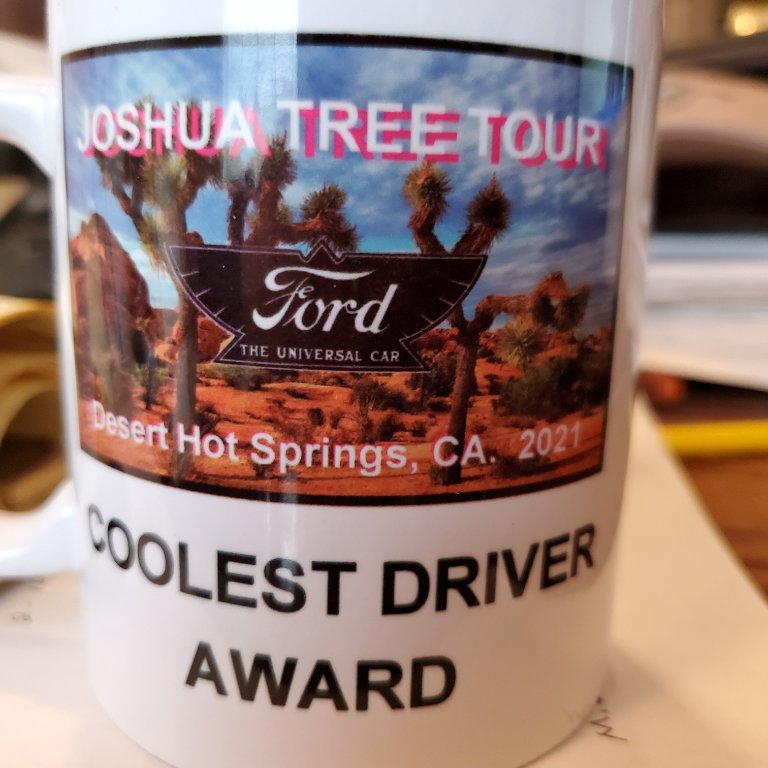 JOSHUA TREE TOUR
Ford
THE UNIVERSAL CAR
Desert Hot Springs, CA. 2021
COOLEST DRIVER
AWARD